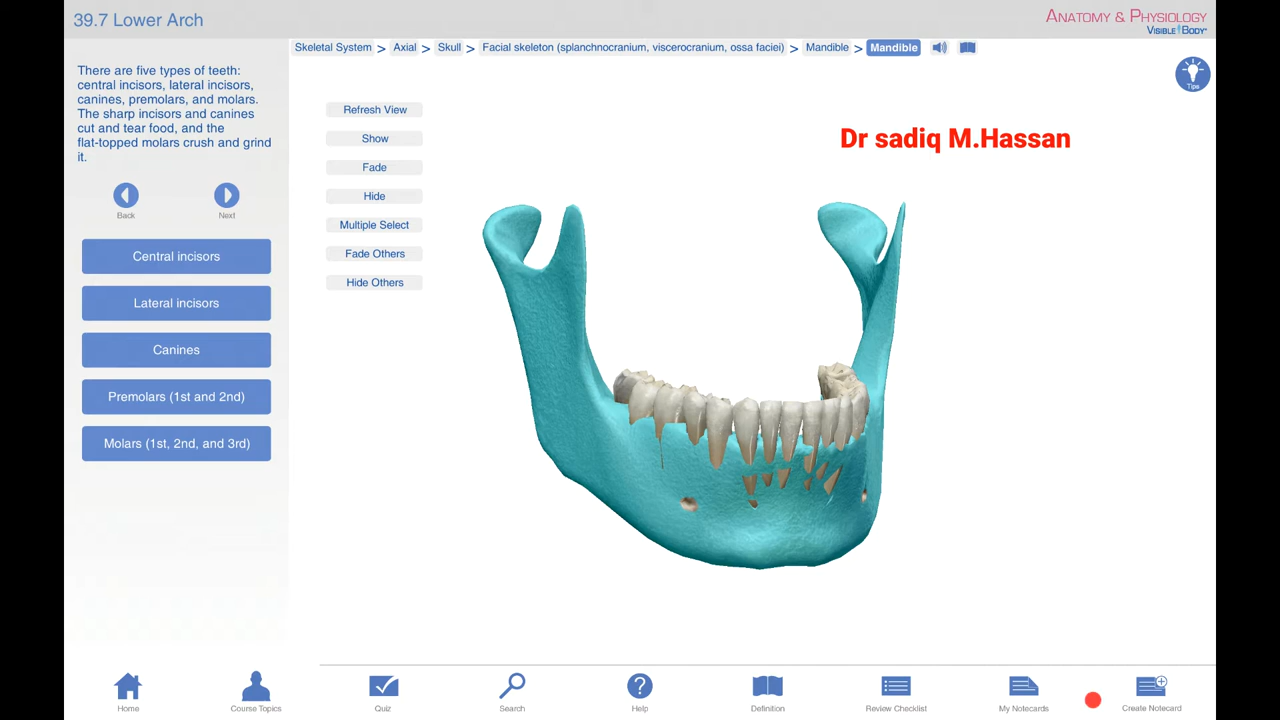 39.7 Lower Arch
ANATOMY & PHYSIOLOGY
VISIBLE BODY®
Skeletal System > Axial > Skull > Facial skeleton (splanchnocranium, viscerocranium, ossa faciei) > Mandible > Mandible
There are five types of teeth:
central incisors, lateral incisors,
canines, premolars, and molars.
The sharp incisors and canines
cut and tear food, and the
flat-topped molars crush and grind
it.
Back
Next
Central incisors
Lateral incisors
Canines
Premolars (1st and 2nd)
Molars (1st, 2nd, and 3rd)
Refresh View
Show
Fade
Hide
Multiple Select
Fade Others
Hide Others
Tips
Dr sadiq M.Hassan
Home
Course Topics
Quiz
Search
Help
Definition
Review Checklist
My Notecards
Create Notecard